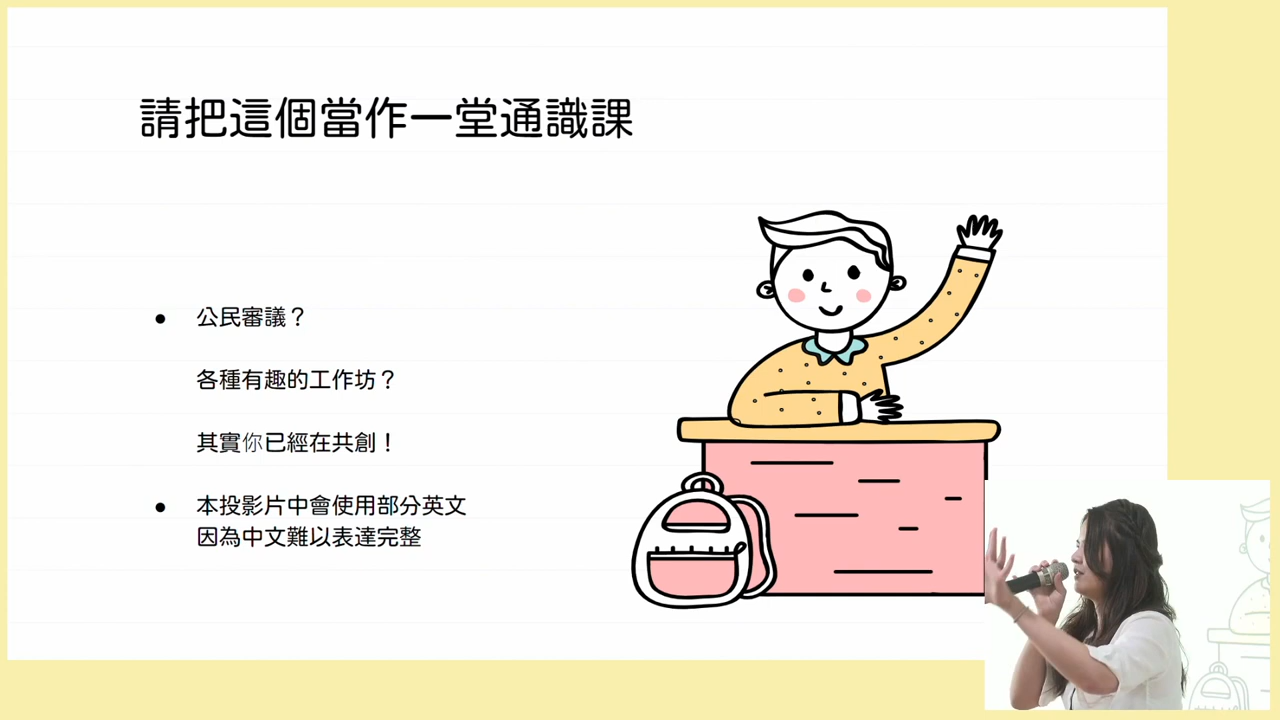 請把這個當作一堂通識課
公民審議？
各種有趣的工作坊？
其實你已經在共創！
本投影片中會使用部分英文
因為中文難以表達完整